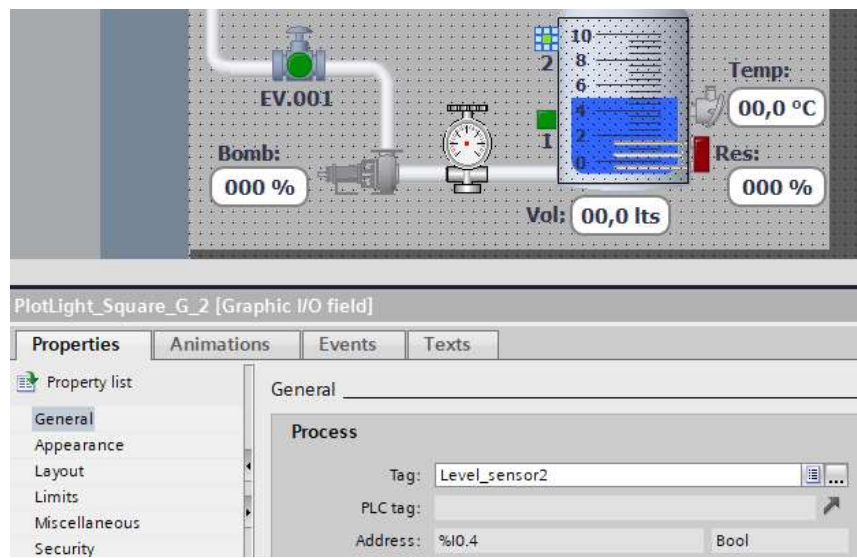 10
2
8
6
Temp:
EV.001
4
00,0 °C
1
2
Bomb:
Res:
0
000 %
000 %
Vol: 00,0 lts
PlotLight_Square_G_2 [Graphic I/O field]
Properties Animations Events Texts
Property list
General
General
Process
Appearance
Layout
Tag: Level_sensor2
Limits
PLC tag:
Miscellaneous
Security
Address: %I0.4 Bool